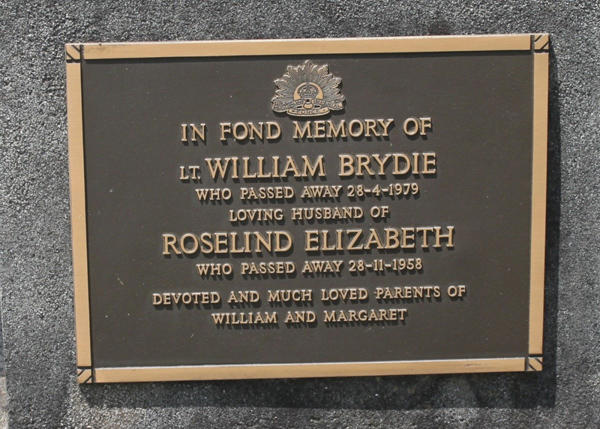 IN FOND MEMORY OF
LT. WILLIAM BRYDIE
WHO PASSED AWAY 28-4-1979
LOVING HUSBAND OF
ROSELIND ELIZABETH
WHO PASSED AWAY 28-11-1958
DEVOTED AND MUCH LOVED PARENTS OF
WILLIAM AND MARGARET